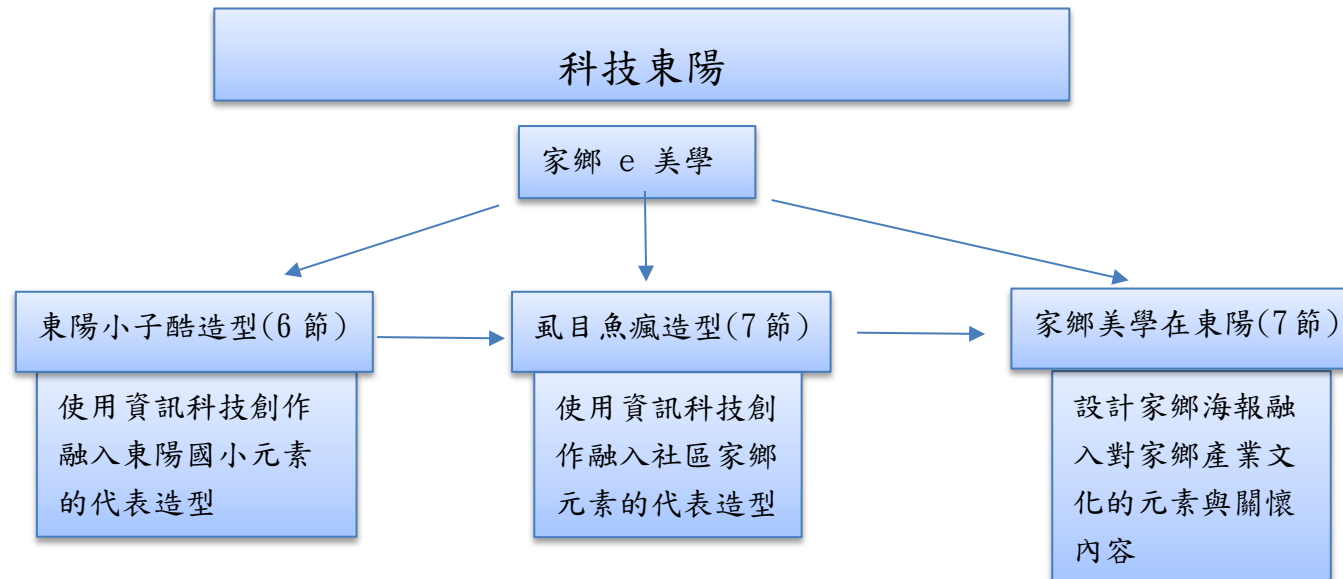 科技東陽
家鄉 e 美學
東陽小子酷造型(6節)
使用資訊科技創作
融入東陽國小元素
的代表造型
虱目魚瘋造型(7節)
使用資訊科技創
作融入社區家鄉
元素的代表造型
家鄉美學在東陽(7節)
設計家鄉海報融
入對家鄉產業文
化的元素與關懷
內容